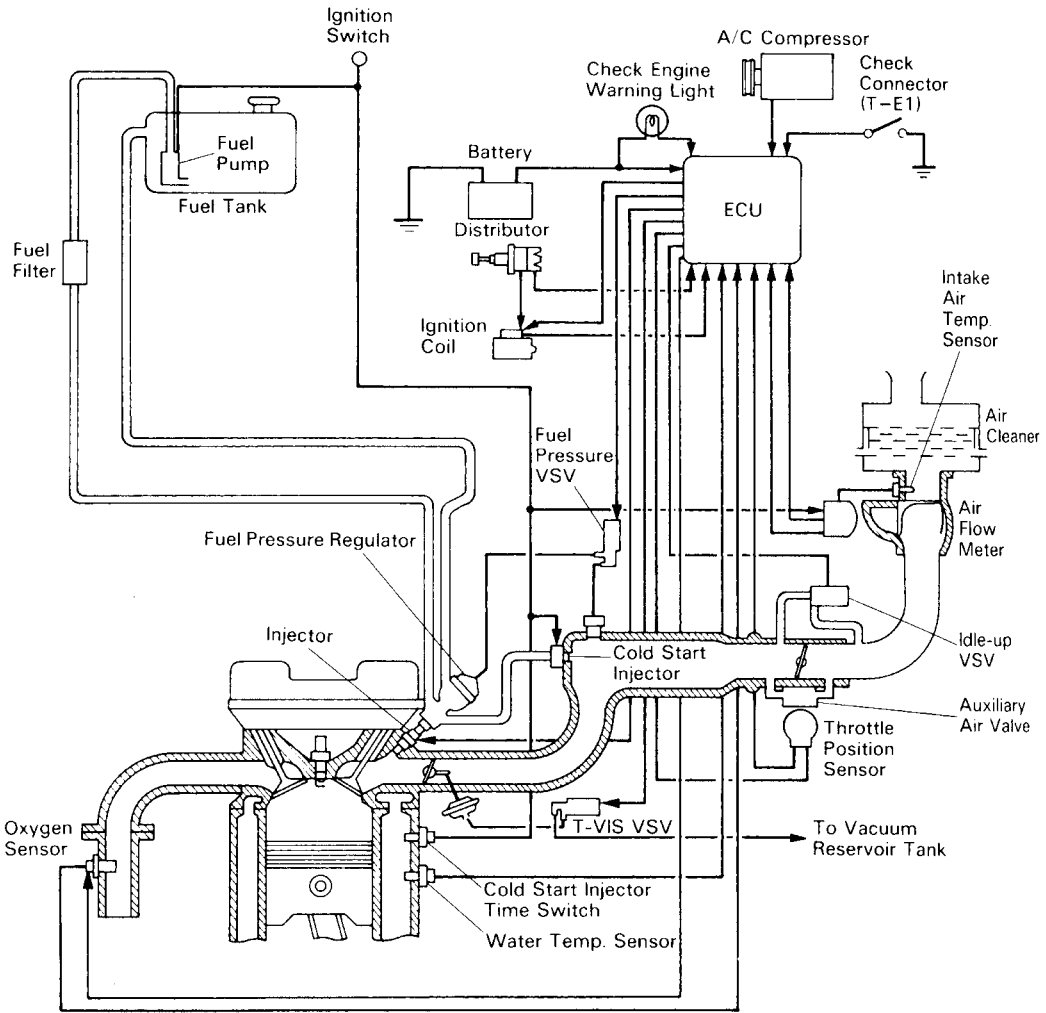 Ignition
Switch
A/C Compressor
Check Engine
Warning Light
Check
Connector
(T-E1)
Fuel
Pump
Battery
ECU
Fuel Tank
Distributor
Fuel
Filter
Intake
Air
Temp.
Sensor
Ignition
Coil
Air
Cleaner
Fuel
Pressure
VSV
Air
Flow
Meter
Fuel Pressure Regulator
Injector
Idle-up
VSV
Cold Start
Injector
Auxiliary
Air Valve
Throttle
Position
Sensor
Oxygen
Sensor
T-VIS VSV
To Vacuum
Reservoir Tank
Cold Start Injector
Time Switch
Water Temp. Sensor